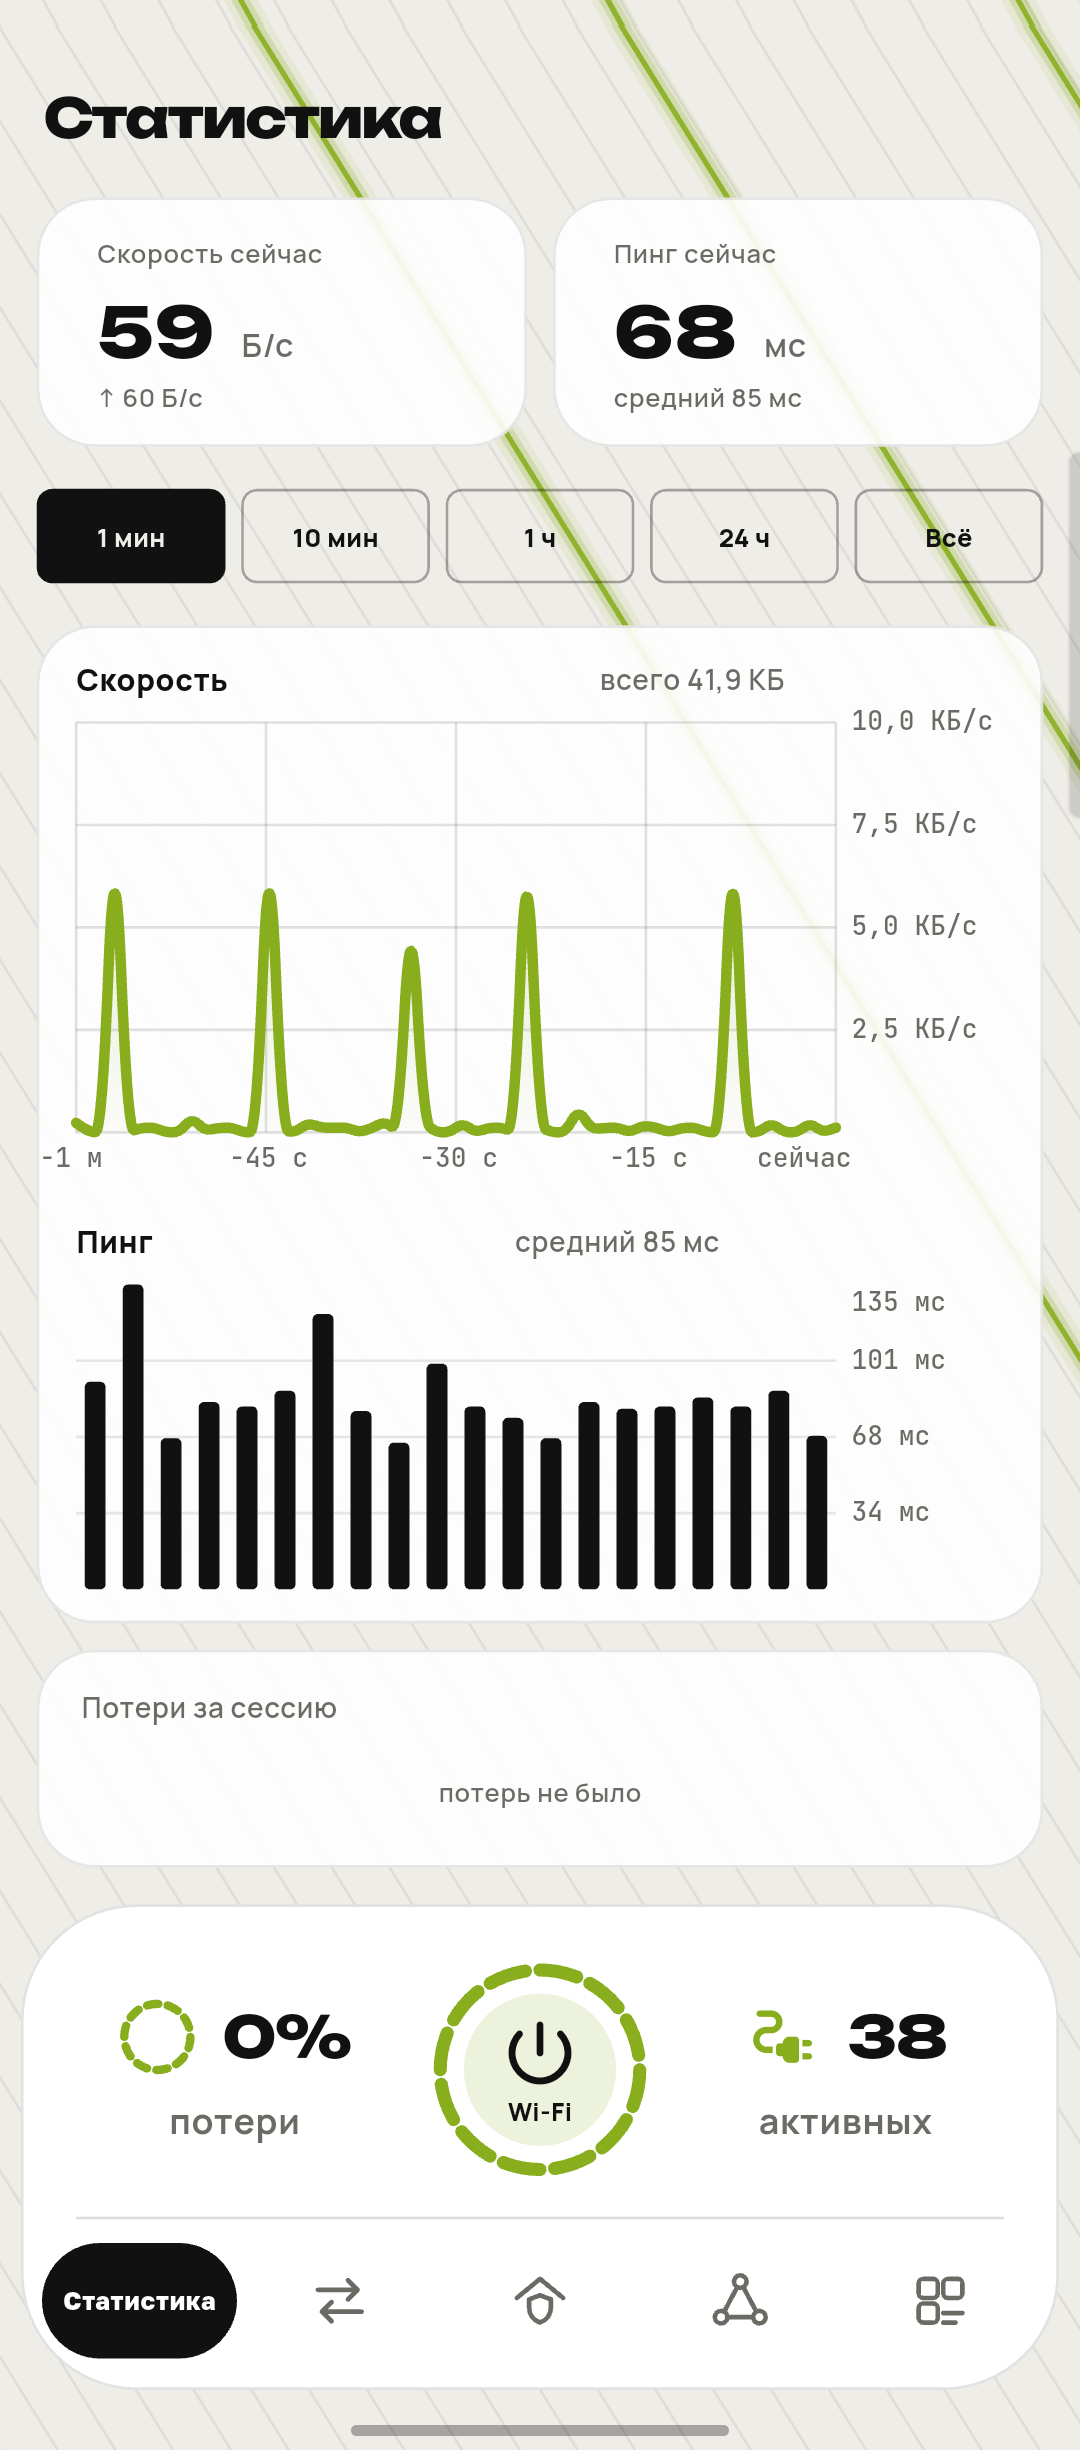 Статистика
Скорость сейчас
59 Б/с
↑ 60 Б/с
Пинг сейчас
68 мс
средний 85 мс
1 мин
10 мин
1 ч
24 ч
Всё
Скорость
всего 41,9 КБ
10,0 КБ/с
7,5 КБ/с
5,0 КБ/с
2,5 КБ/с
-1 м
-45 с
-30 с
-15 с
сейчас
Пинг
средний 85 мс
135 мс
101 мс
68 мс
34 мс
Потери за сессию
потерь не было
0%
потери
Wi-Fi
38
активных
Статистика